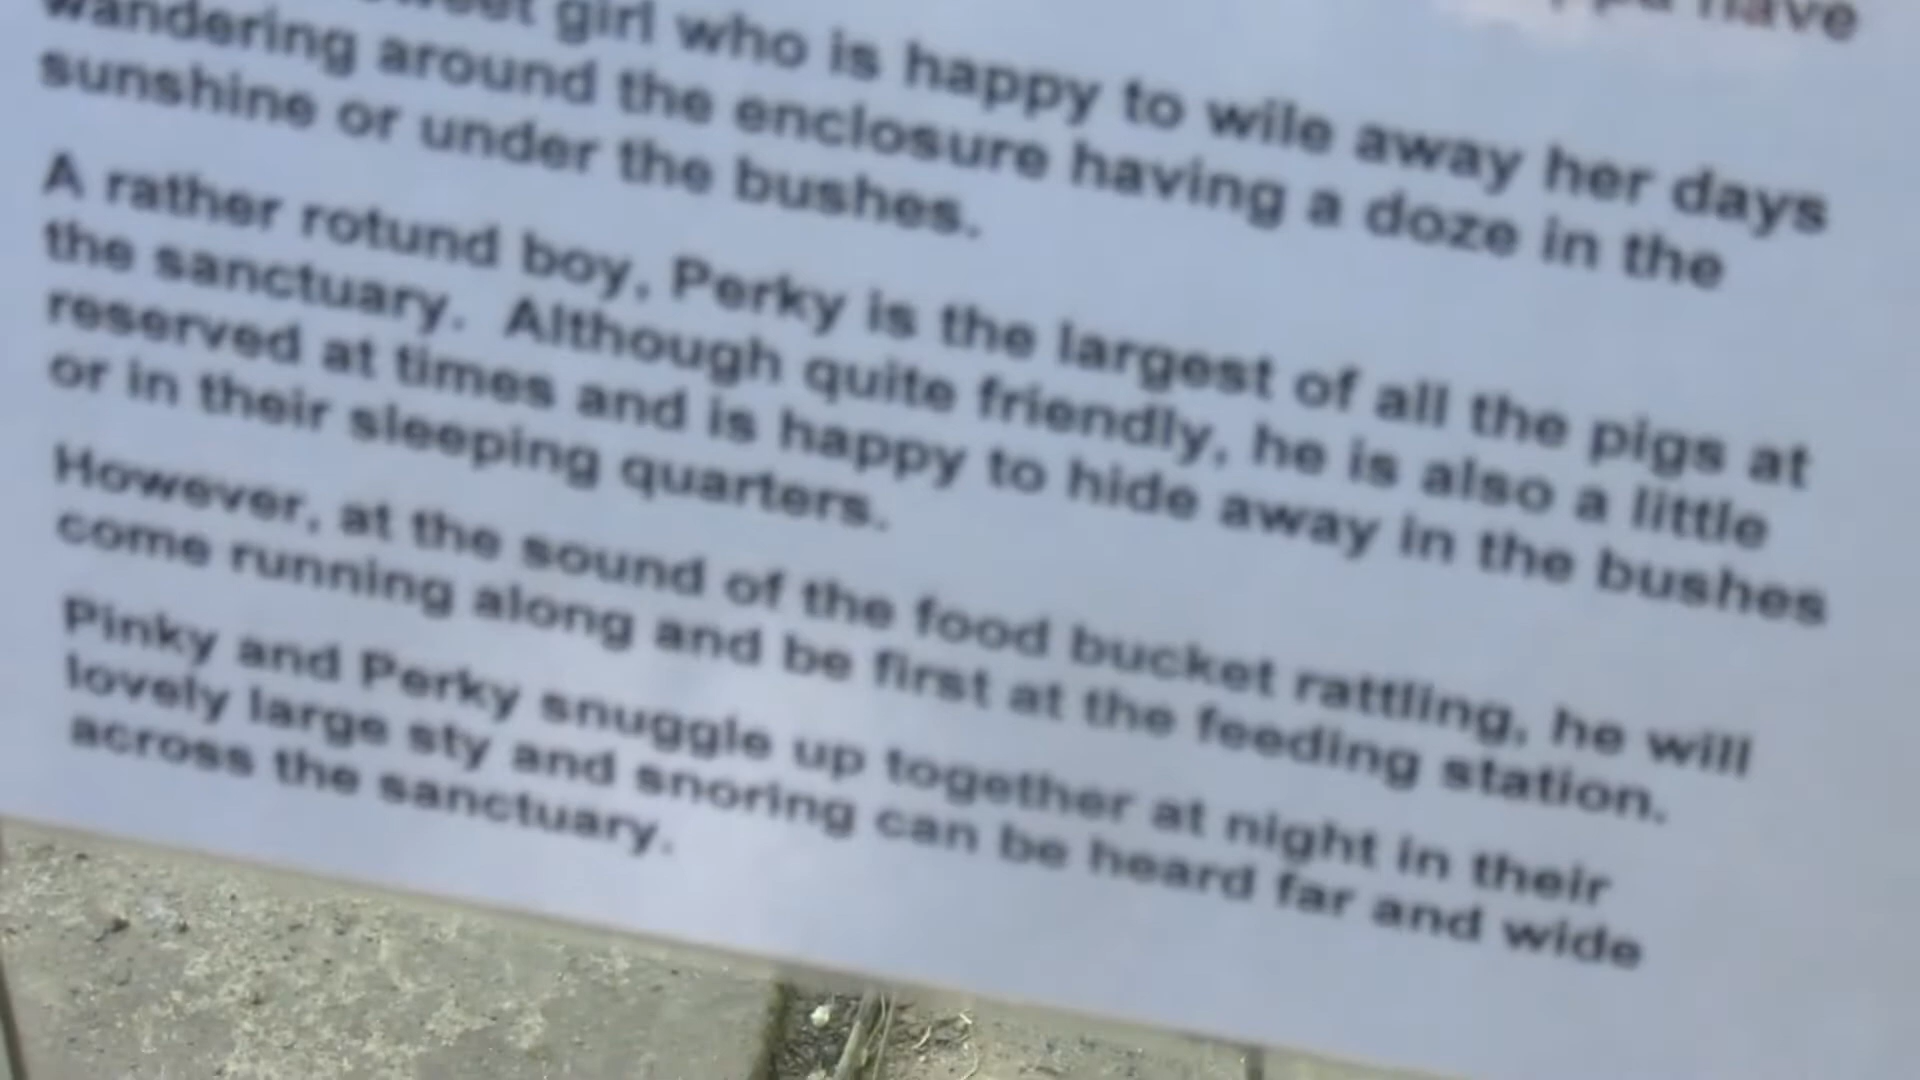 have
sweet girl who is happy to wile away her days
wandering around the enclosure having a doze in the
sunshine or under the bushes.
A rather rotund boy, Perky is the largest of all the pigs at
the sanctuary. Although quite friendly, he is also a little
reserved at times and is happy to hide away in the bushes
or in their sleeping quarters.
However, at the sound of the food bucket rattling, he will
come running along and be first at the feeding station.
Pinky and Perky snuggle up together at night in their
lovely large sty and snoring can be heard far and wide
across the sanctuary.